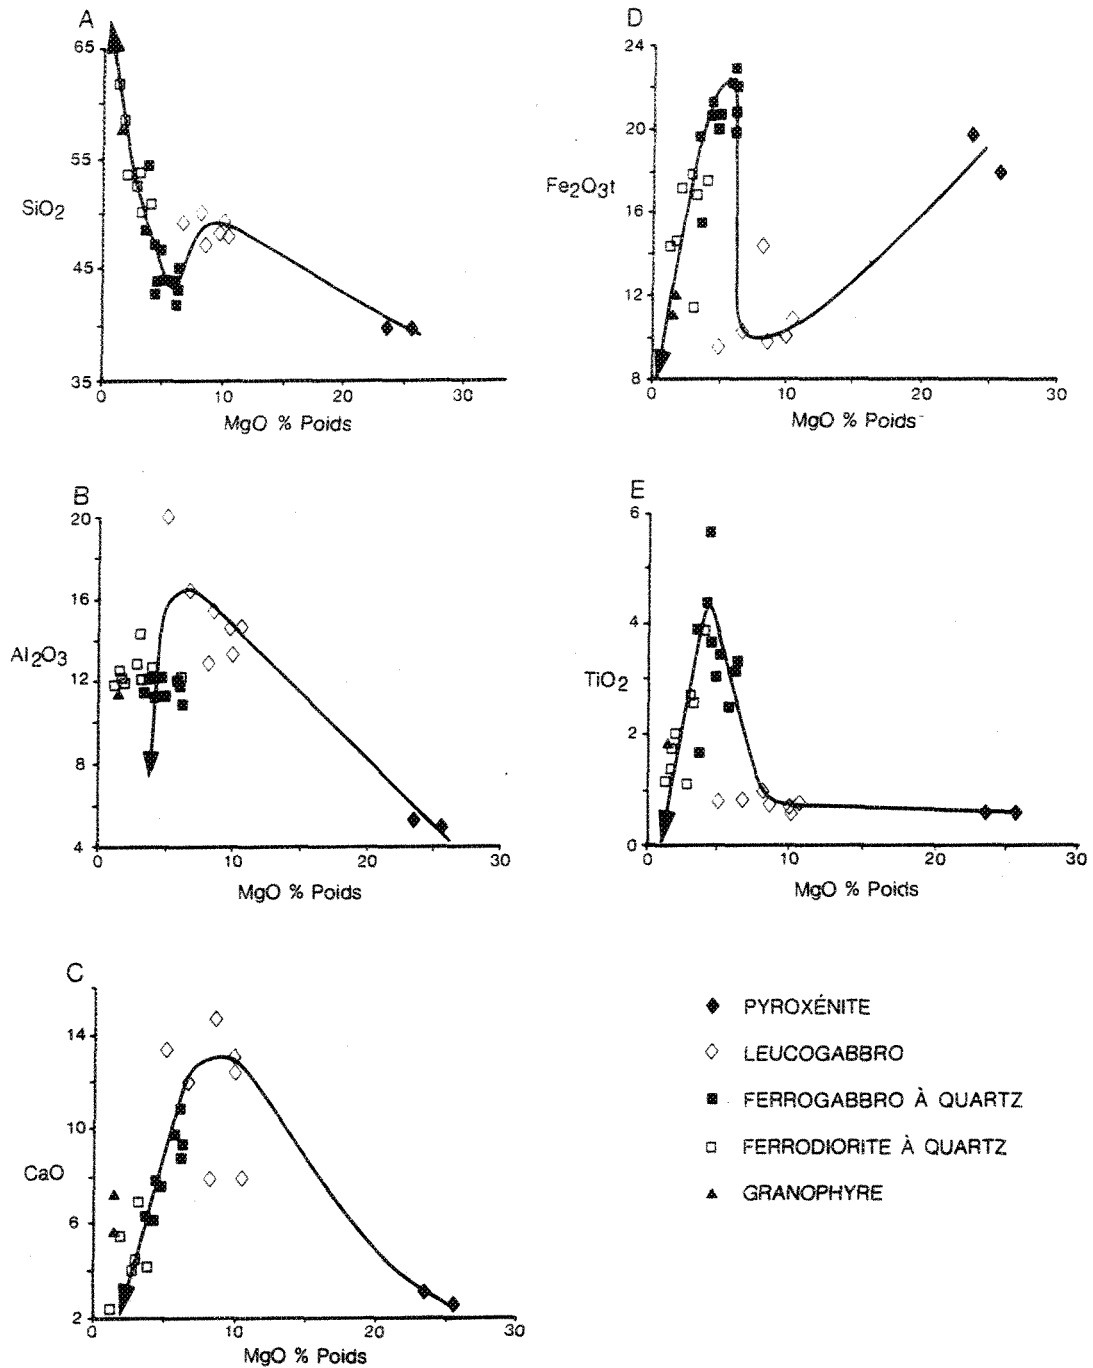 A
65
55
45
35
SiO2
0 10 20 30
MgO % Poids
B
20
16
12
8
4
Al2O3
0 10 20 30
MgO % Poids
C
14
10
6
2
CaO
0 10 20 30
MgO % Poids
D
24
20
16
12
8
Fe2O3t
0 10 20 30
MgO % Poids
E
6
4
2
0
TiO2
0 10 20 30
MgO % Poids
PYROXÉNITE
LEUCOGABBRO
FERROGABBRO À QUARTZ
FERRODIORITE À QUARTZ
GRANOPHYRE